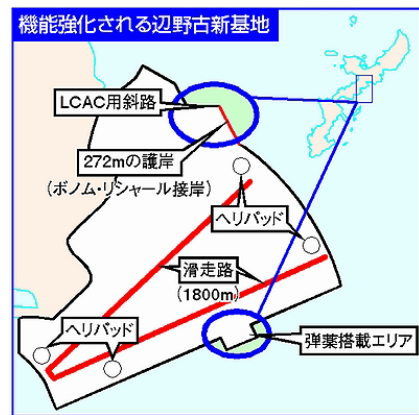 機能強化される辺野古新基地
LCAC用斜路
272mの護岸
(ボノム・リシャール接岸)
ヘリパッド
滑走路
(1800m)
ヘリパッド
弾薬搭載エリア